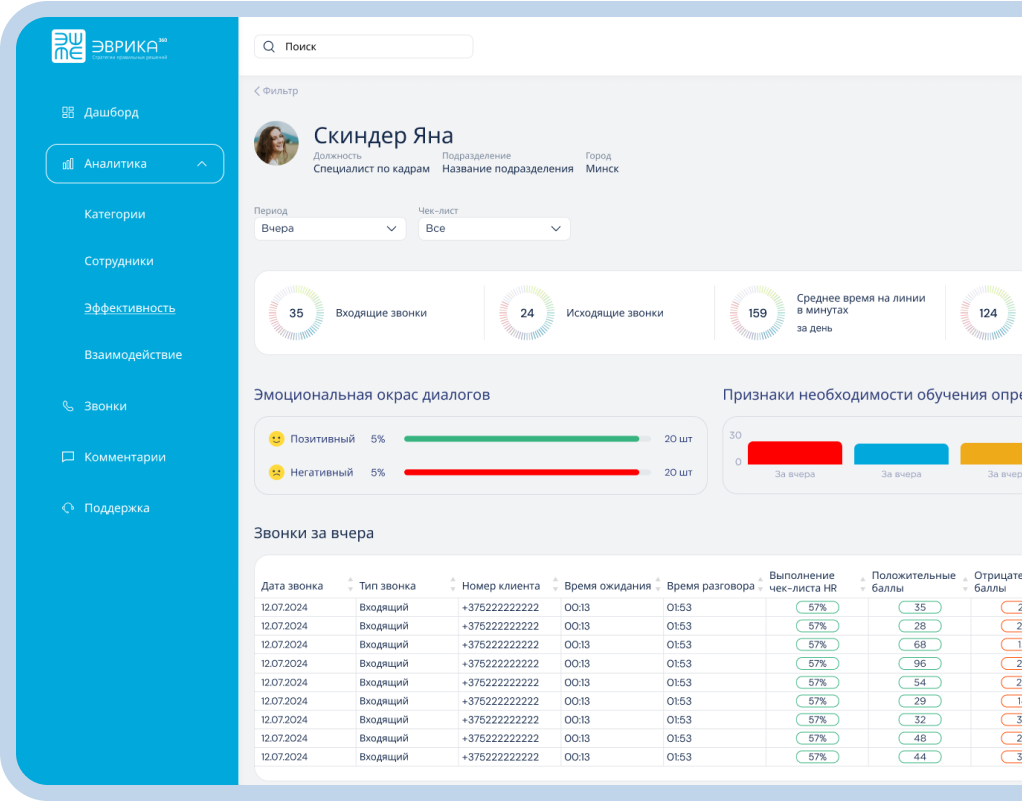 ЭШ
МЕ
ЭВРИКА³⁶⁰
Стратегия правильных решений
Поиск
Фильтр
Дашборд
Аналитика
Категории
Сотрудники
Эффективность
Взаимодействие
Звонки
Комментарии
Поддержка
Скиндер Яна
Должность Подразделение Город
Специалист по кадрам Название подразделения Минск
Период Чек-лист
Вчера Все
35 Входящие звонки
24 Исходящие звонки
159 Среднее время на линии
в минутах
за день
124
Эмоциональная окрас диалогов
Позитивный 5% 20 шт
Негативный 5% 20 шт
Признаки необходимости обучения опре
30
0
За вчера За вчера За вчер
Звонки за вчера
Дата звонка Тип звонка Номер клиента Время ожидания Время разговора Выполнение чек-листа HR Положительные баллы Отрицате баллы
12.07.2024 Входящий +375222222222 00:13 01:53 57% 35 2
12.07.2024 Входящий +375222222222 00:13 01:53 57% 28 2
12.07.2024 Входящий +375222222222 00:13 01:53 57% 68 1
12.07.2024 Входящий +375222222222 00:13 01:53 57% 96 2
12.07.2024 Входящий +375222222222 00:13 01:53 57% 54 2
12.07.2024 Входящий +375222222222 00:13 01:53 57% 29 1
12.07.2024 Входящий +375222222222 00:13 01:53 57% 32 3
12.07.2024 Входящий +375222222222 00:13 01:53 57% 48 2
12.07.2024 Входящий +375222222222 00:13 01:53 57% 44 3